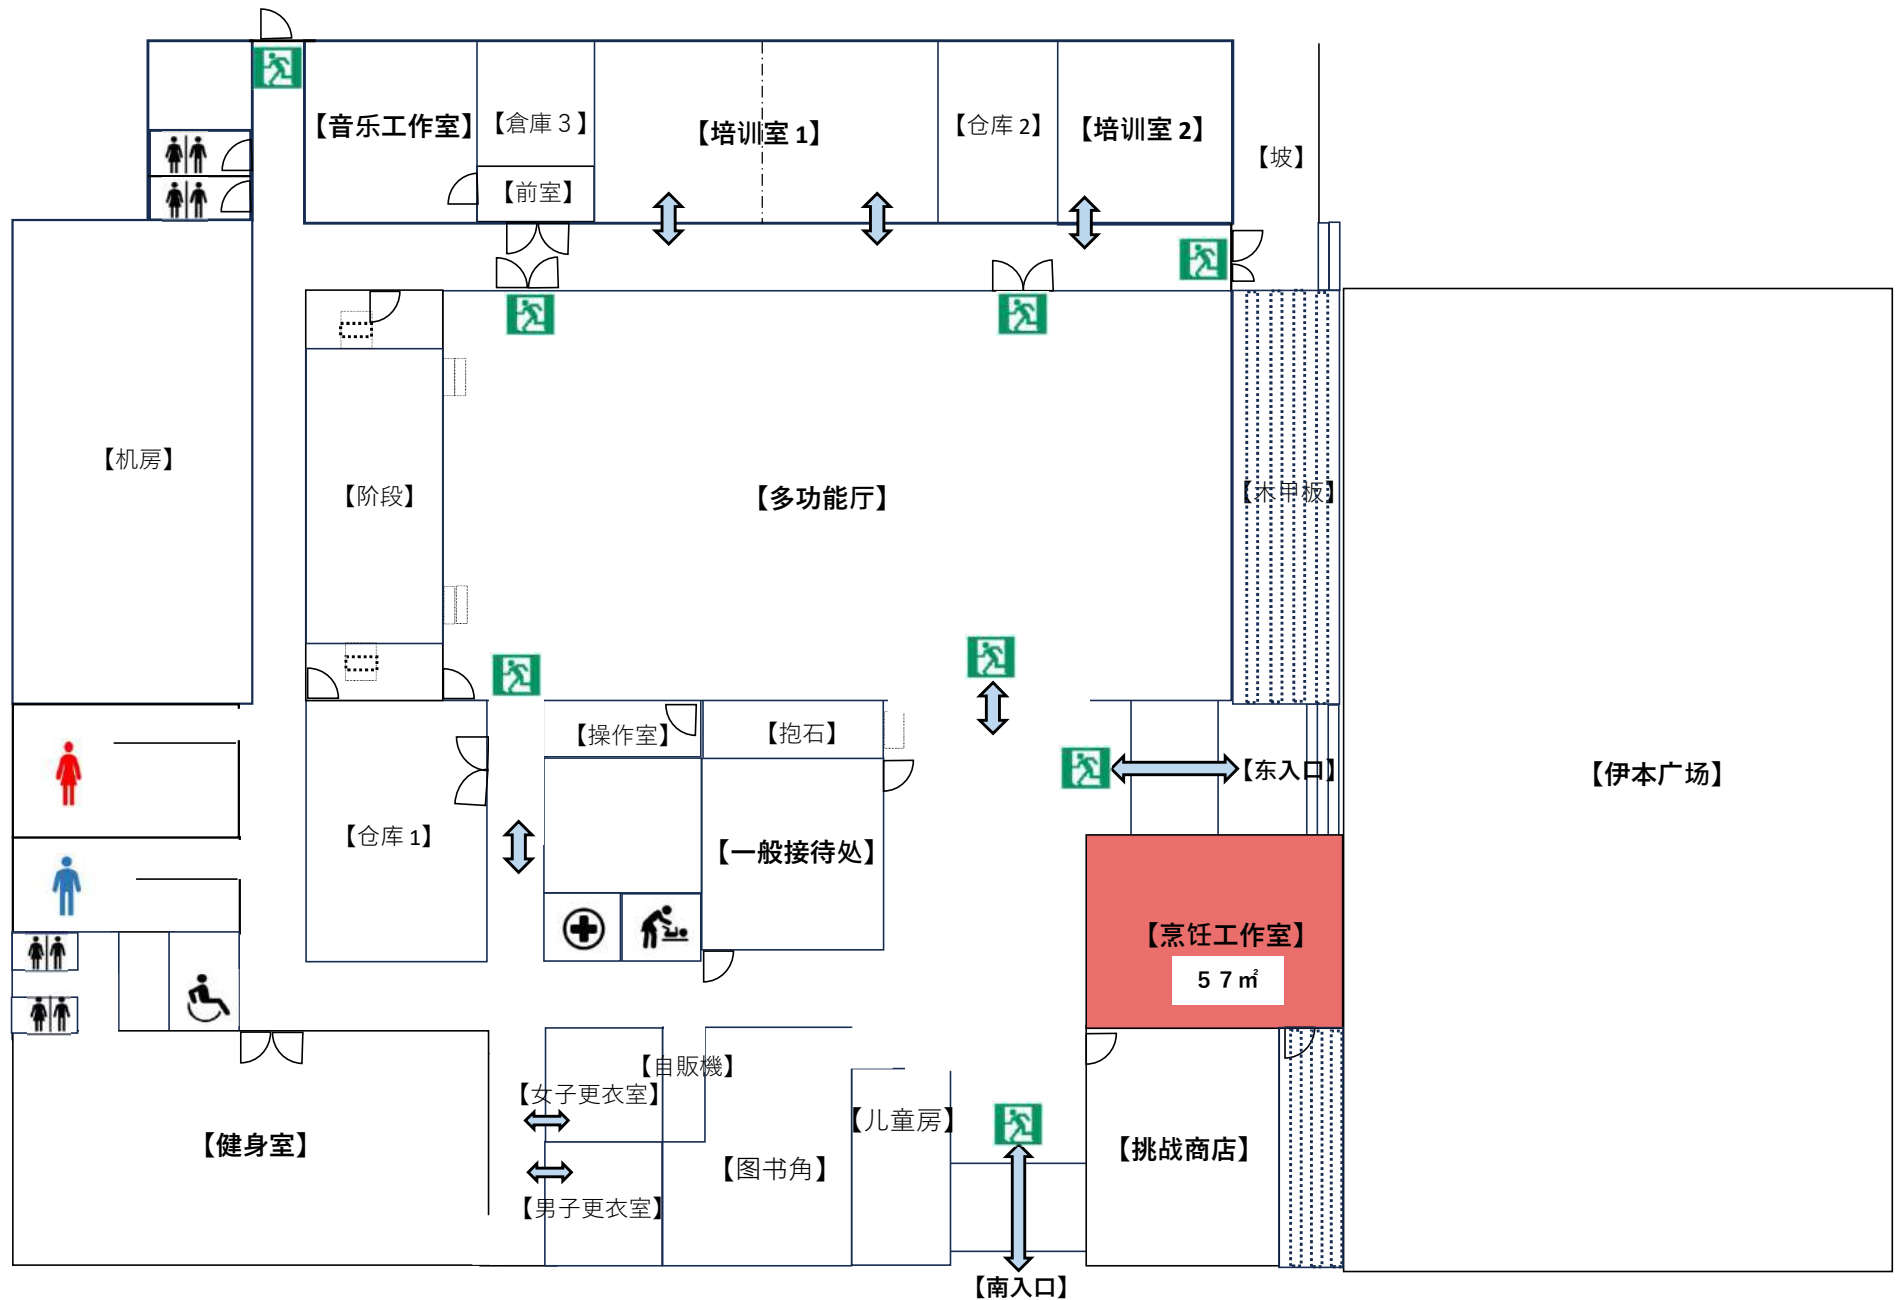 【音乐工作室】
【倉庫３】
【前室】
【培训室 1】
【仓库 2】
【培训室 2】
【坡】
【机房】
【阶段】
【多功能厅】
【木甲板】
【操作室】
【抱石】
【东入口】
【伊本广场】
【仓库 1】
【一般接待处】
【烹饪工作室】
５７㎡
【自販機】
【女子更衣室】
【儿童房】
【健身室】
【挑战商店】
【图书角】
【男子更衣室】
【南入口】